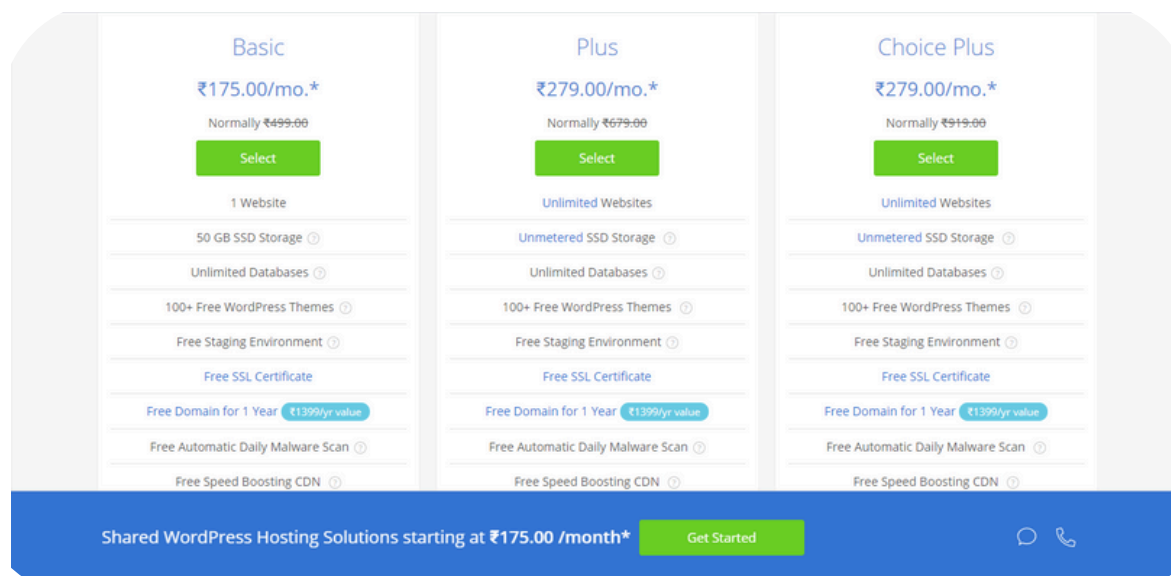 Basic
₹175.00/mo.*
Normally ₹499.00
Select
1 Website
50 GB SSD Storage
Unlimited Databases
100+ Free WordPress Themes
Free Staging Environment
Free SSL Certificate
Free Domain for 1 Year ₹1399/yr value
Free Automatic Daily Malware Scan
Free Speed Boosting CDN
Plus
₹279.00/mo.*
Normally ₹679.00
Select
Unlimited Websites
Unmetered SSD Storage
Unlimited Databases
100+ Free WordPress Themes
Free Staging Environment
Free SSL Certificate
Free Domain for 1 Year ₹1399/yr value
Free Automatic Daily Malware Scan
Free Speed Boosting CDN
Choice Plus
₹279.00/mo.*
Normally ₹919.00
Select
Unlimited Websites
Unmetered SSD Storage
Unlimited Databases
100+ Free WordPress Themes
Free Staging Environment
Free SSL Certificate
Free Domain for 1 Year ₹1399/yr value
Free Automatic Daily Malware Scan
Free Speed Boosting CDN
Shared WordPress Hosting Solutions starting at ₹175.00 /month* Get Started